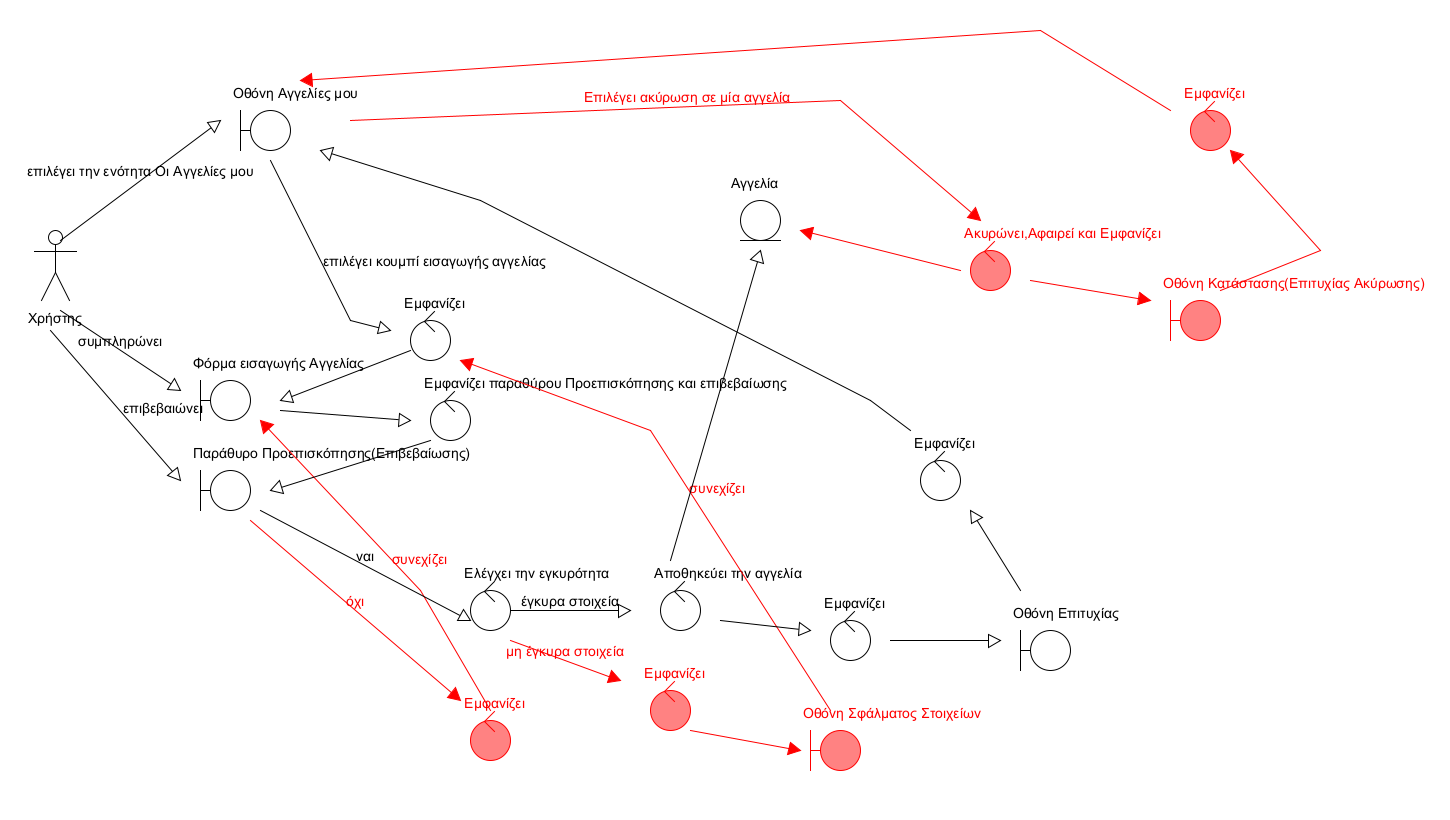 Οθόνη Αγγελίες μου
Επιλέγει ακύρωση σε μία αγγελία
Εμφανίζει
επιλέγει την ενότητα Οι Αγγελίες μου
Αγγελία
Ακυρώνει,Αφαιρεί και Εμφανίζει
επιλέγει κουμπί εισαγωγής αγγελίας
Οθόνη Κατάστασης(Επιτυχίας Ακύρωσης)
Εμφανίζει
Χρήστης
συμπληρώνει
Φόρμα εισαγωγής Αγγελίας
Εμφανίζει παραθύρου Προεπισκόπησης και επιβεβαίωσης
επιβεβαιώνει
Παράθυρο Προεπισκόπησης(Επιβεβαίωσης)
Εμφανίζει
συνεχίζει
ναι
συνεχίζει
Ελέγχει την εγκυρότητα
Αποθηκεύει την αγγελία
όχι
έγκυρα στοιχεία
Εμφανίζει
Οθόνη Επιτυχίας
μη έγκυρα στοιχεία
Εμφανίζει
Εμφανίζει
Οθόνη Σφάλματος Στοιχείων